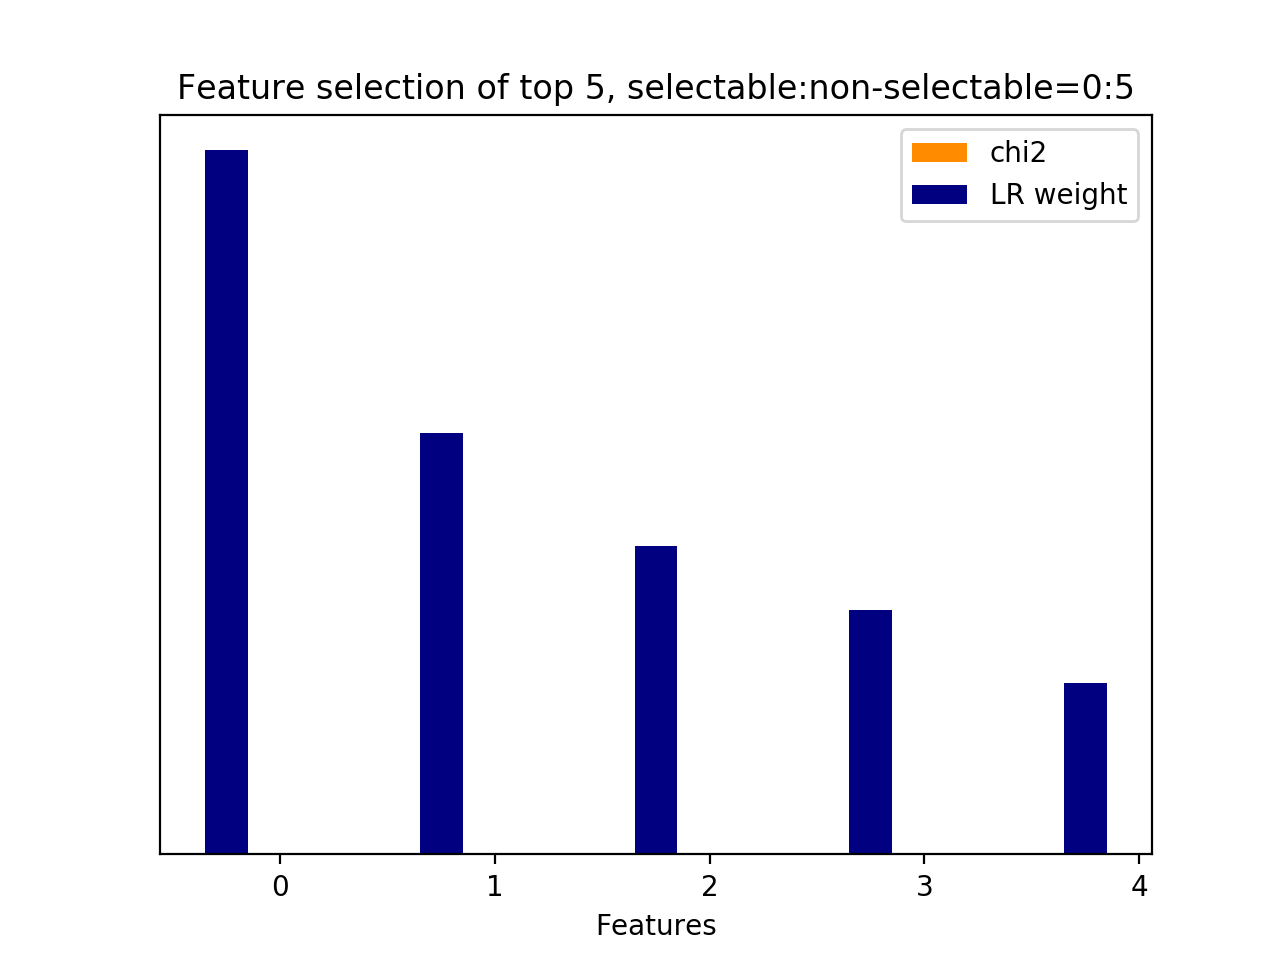 Feature selection of top 5, selectable:non-selectable=0:5
chi2
LR weight
0 1 2 3 4
Features